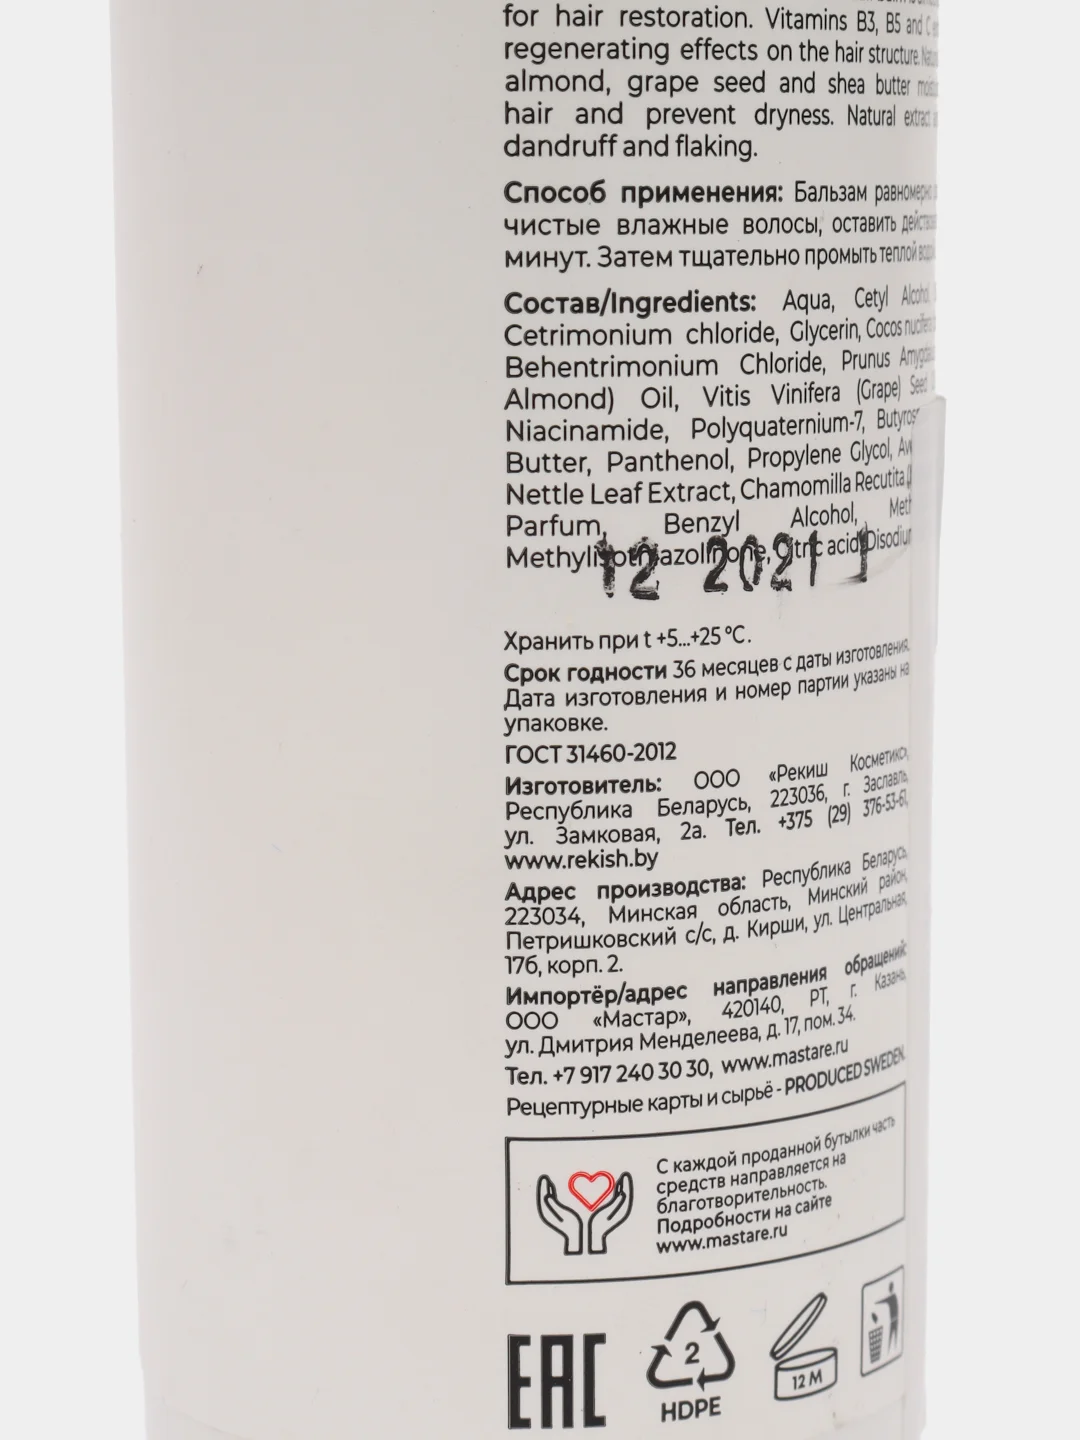 for hair restoration. Vitamins B3, B5 and C
regenerating effects on the hair structure.
almond, grape seed and shea butter
hair and prevent dryness. Natural extract
dandruff and flaking.
Способ применения: Бальзам равномерно
чистые влажные волосы, оставить
минут. Затем тщательно промыть теплой
Состав/Ingredients: Aqua, Cetyl Alcohol,
Cetrimonium chloride, Glycerin, Cocos nucifera
Behentrimonium Chloride, Prunus
Almond) Oil, Vitis Vinifera (Grape) Seed
Niacinamide, Polyquaternium-7,
Butter, Panthenol, Propylene Glycol,
Nettle Leaf Extract, Chamomilla Recutita
Parfum, Benzyl Alcohol,
Methylisothiazolinone, Citric acid,
12 2021 1
Хранить при t +5...+25 °C.
Срок годности 36 месяцев с даты изготовления.
Дата изготовления и номер партии указаны на
упаковке.
ГОСТ 31460-2012
Изготовитель: ООО «Рекиш Косметикс»,
Республика Беларусь, 223036, г. Заславль,
ул. Замковая, 2а. Тел. +375 (29) 376-53-61,
www.rekish.by
Адрес производства: Республика Беларусь,
223034, Минская область, Минский район,
Петришковский с/с, д. Кирши, ул. Центральная,
17б, корп. 2.
Импортёр/адрес направления обращений:
ООО «Мастар», 420140, РТ, г. Казань,
ул. Дмитрия Менделеева, д. 17, пом. 34.
Тел. +7 917 240 30 30, www.mastare.ru
Рецептурные карты и сырьё - PRODUCED SWEDEN.
С каждой проданной бутылки часть
средств направляется на
благотворительность.
Подробности на сайте
www.mastare.ru
EAC
2
HDPE
12 M